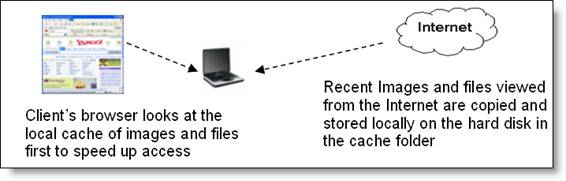 YAHOO!
Internet
Client's browser looks at the
local cache of images and files
first to speed up access
Recent Images and files viewed
from the Internet are copied and
stored locally on the hard disk in
the cache folder